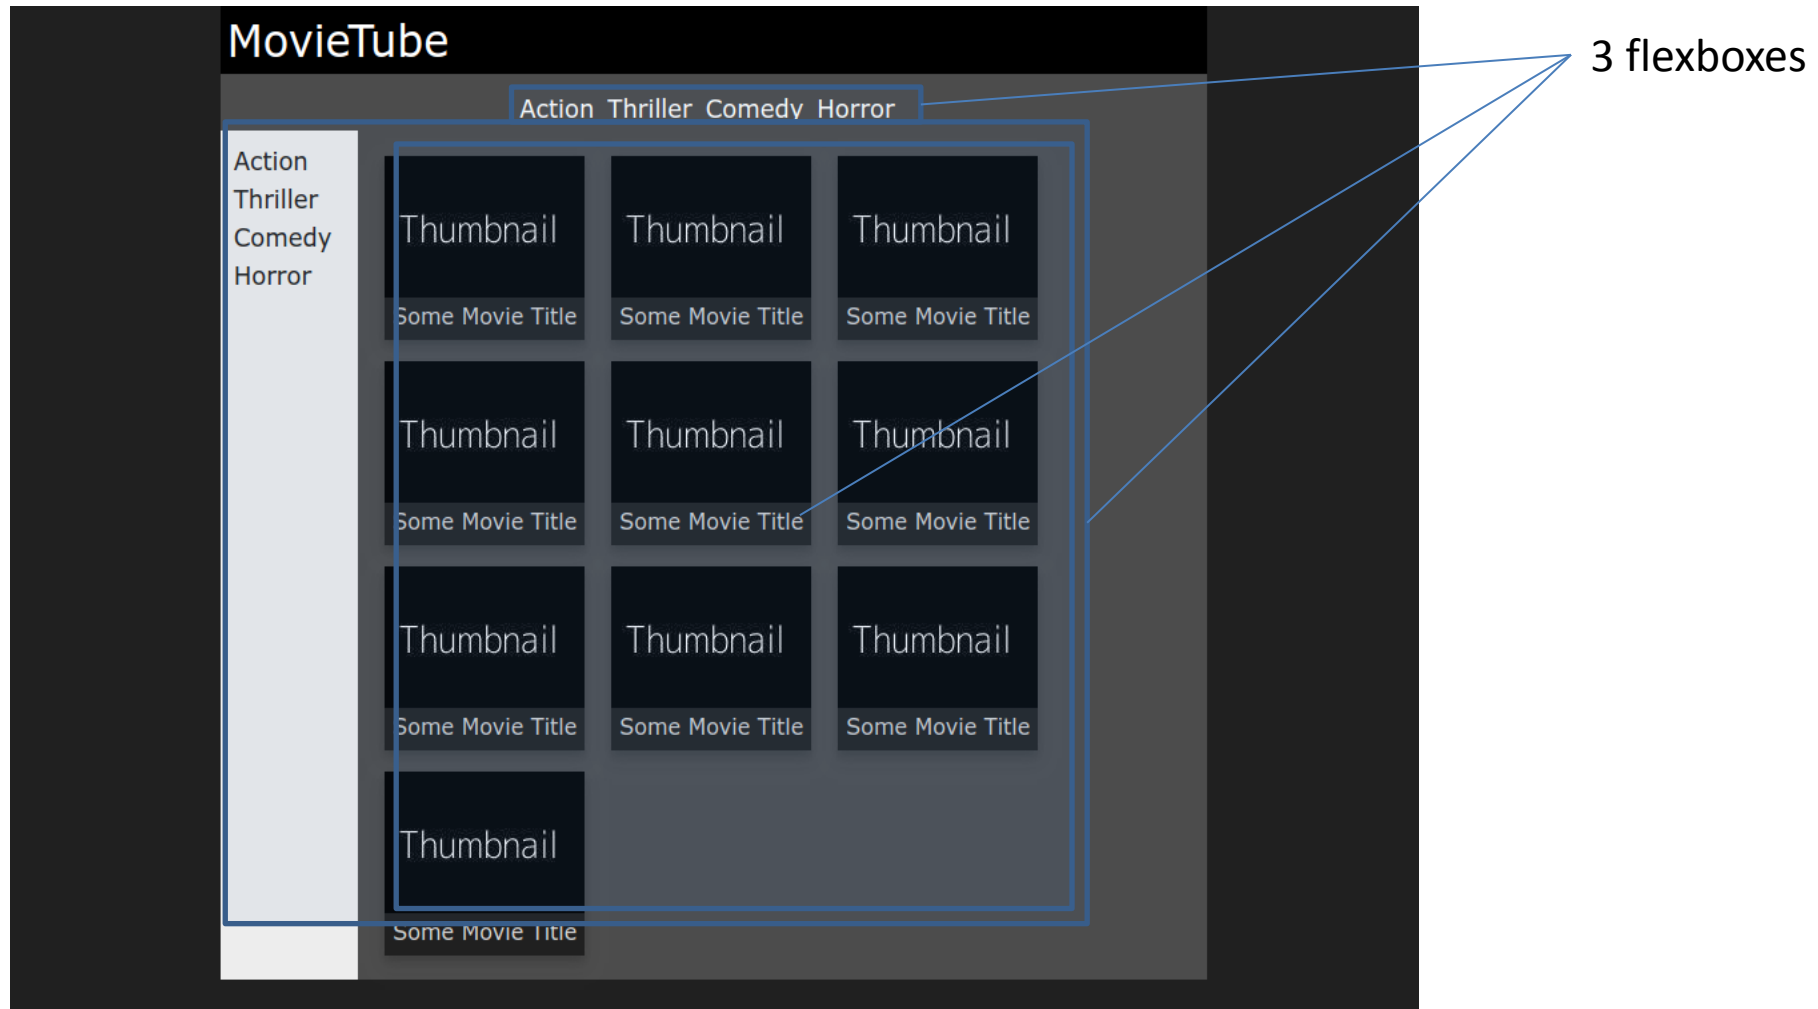 MovieTube
3 flexboxes
Action Thriller Comedy Horror
Action
Thriller
Comedy
Horror
Thumbnail Thumbnail Thumbnail
Some Movie Title Some Movie Title Some Movie Title
Thumbnail Thumbnail Thumbnail
Some Movie Title Some Movie Title Some Movie Title
Thumbnail Thumbnail Thumbnail
Some Movie Title Some Movie Title Some Movie Title
Thumbnail
Some Movie Title